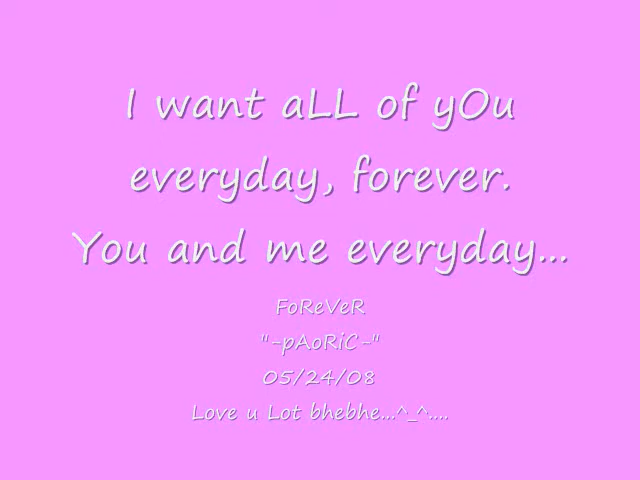 I want aLL of yOu
everyday, forever.
You and me everyday...
FoReVeR
"-pAoRiC-"
05/24/08
Love u Lot bhebhe...^_^....